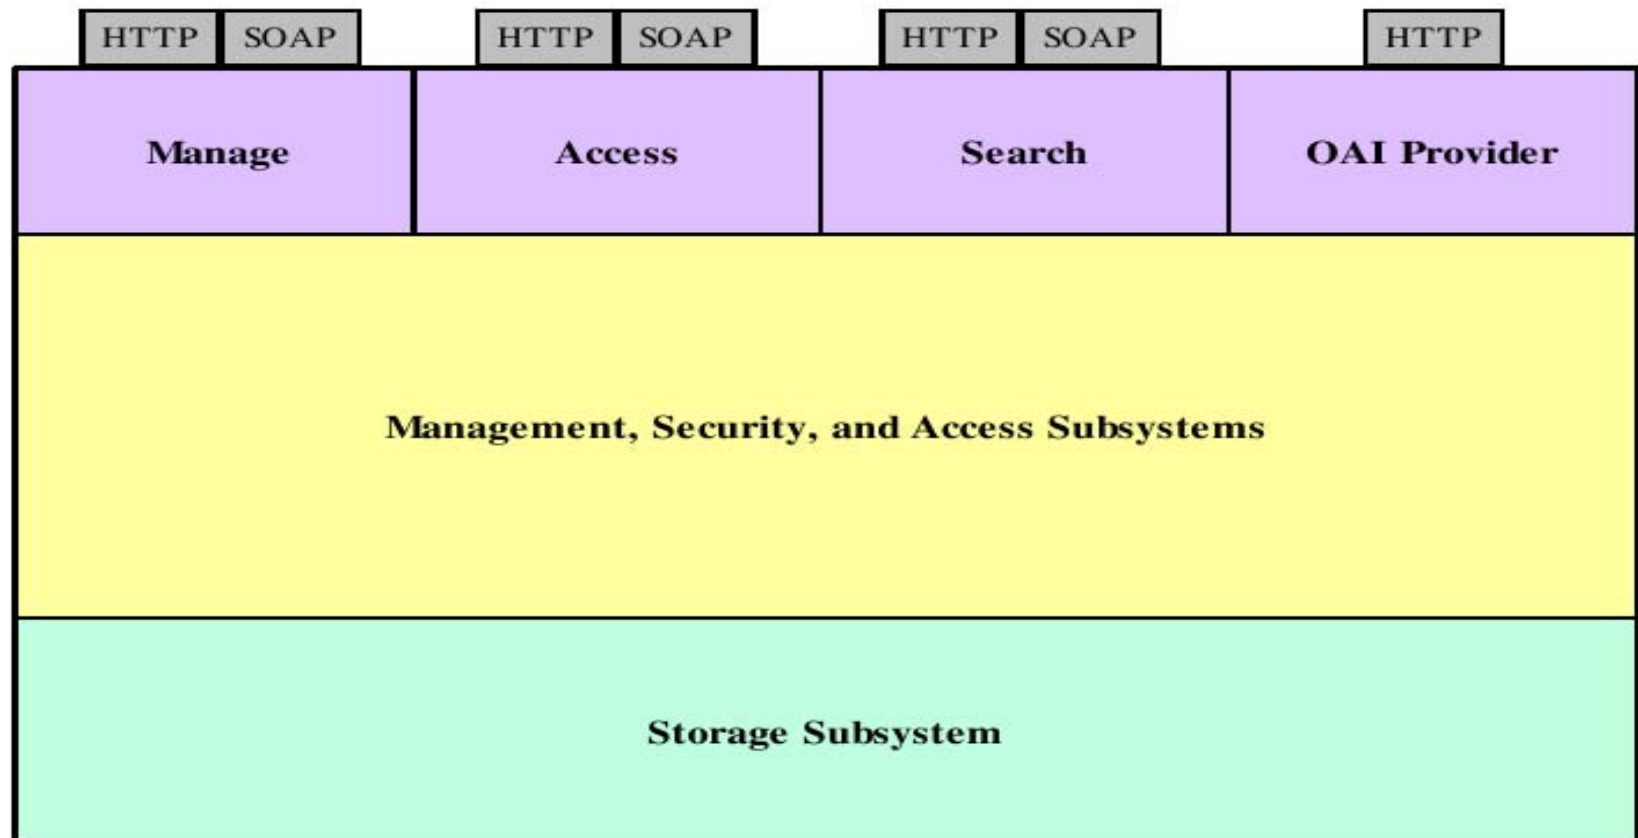 HTTP SOAP HTTP SOAP HTTP SOAP HTTP
Manage Access Search OAI Provider
Management, Security, and Access Subsystems
Storage Subsystem